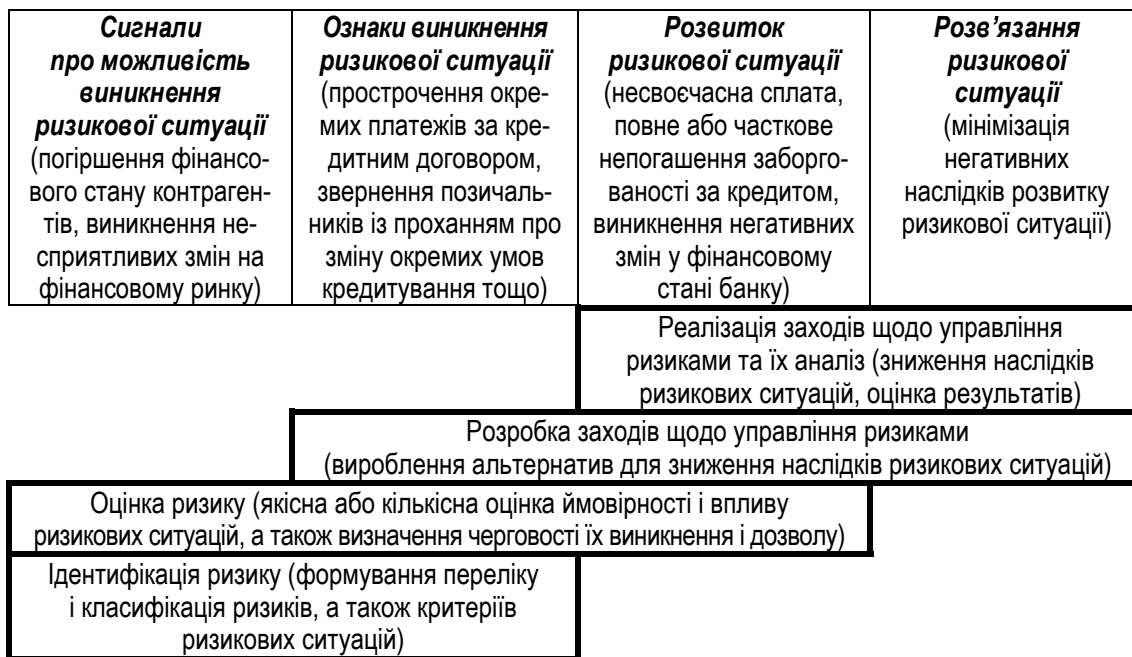 Сигнали
про можливість
виникнення
ризикової ситуації
(погіршення фінансо-
вого стану контраген-
тів, виникнення не-
сприятливих змін на
фінансовому ринку)
Ознаки виникнення
ризикової ситуації
(прострочення окре-
мих платежів за кре-
дитним договором,
звернення позичаль-
ників із проханням про
зміну окремих умов
кредитування тощо)
Розвиток
ризикової ситуації
(несвоєчасна сплата,
повне або часткове
непогашення заборго-
ваності за кредитом,
виникнення негативних
змін у фінансовому
стані банку)
Розв’язання
ризикової
ситуації
(мінімізація
негативних
наслідків розвитку
ризикової ситуації)
Реалізація заходів щодо управління
ризиками та їх аналіз (зниження наслідків
ризикових ситуацій, оцінка результатів)
Розробка заходів щодо управління ризиками
(вироблення альтернатив для зниження наслідків ризикових ситуацій)
Оцінка ризику (якісна або кількісна оцінка ймовірності і впливу
ризикових ситуацій, а також визначення черговості їх виникнення і дозволу)
Ідентифікація ризику (формування переліку
і класифікація ризиків, а також критеріїв
ризикових ситуацій)